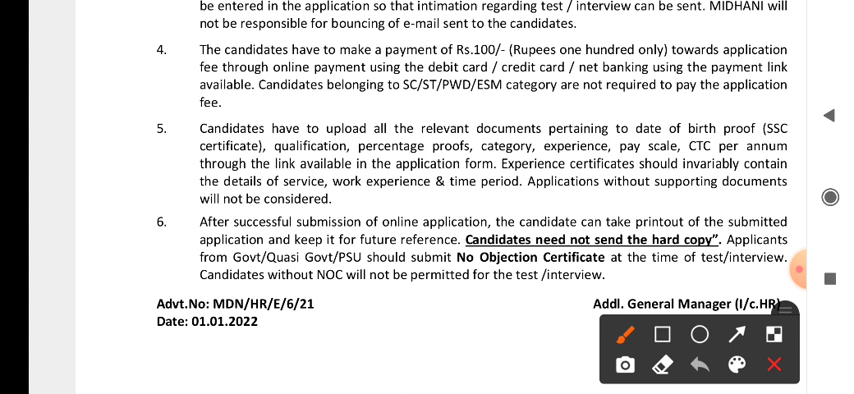 be entered in the application so that intimation regarding test / interview can be sent. MIDHANI will
not be responsible for bouncing of e-mail sent to the candidates.
4. The candidates have to make a payment of Rs.100/- (Rupees one hundred only) towards application
fee through online payment using the debit card / credit card / net banking using the payment link
available. Candidates belonging to SC/ST/PWD/ESM category are not required to pay the application
fee.
5. Candidates have to upload all the relevant documents pertaining to date of birth proof (SSC
certificate), qualification, percentage proofs, category, experience, pay scale, CTC per annum
through the link available in the application form. Experience certificates should invariably contain
the details of service, work experience & time period. Applications without supporting documents
will not be considered.
6. After successful submission of online application, the candidate can take printout of the submitted
application and keep it for future reference. Candidates need not send the hard copy”. Applicants
from Govt/Quasi Govt/PSU should submit No Objection Certificate at the time of test/interview.
Candidates without NOC will not be permitted for the test /interview.
Advt.No: MDN/HR/E/6/21 Addl. General Manager (I/c.HR)
Date: 01.01.2022